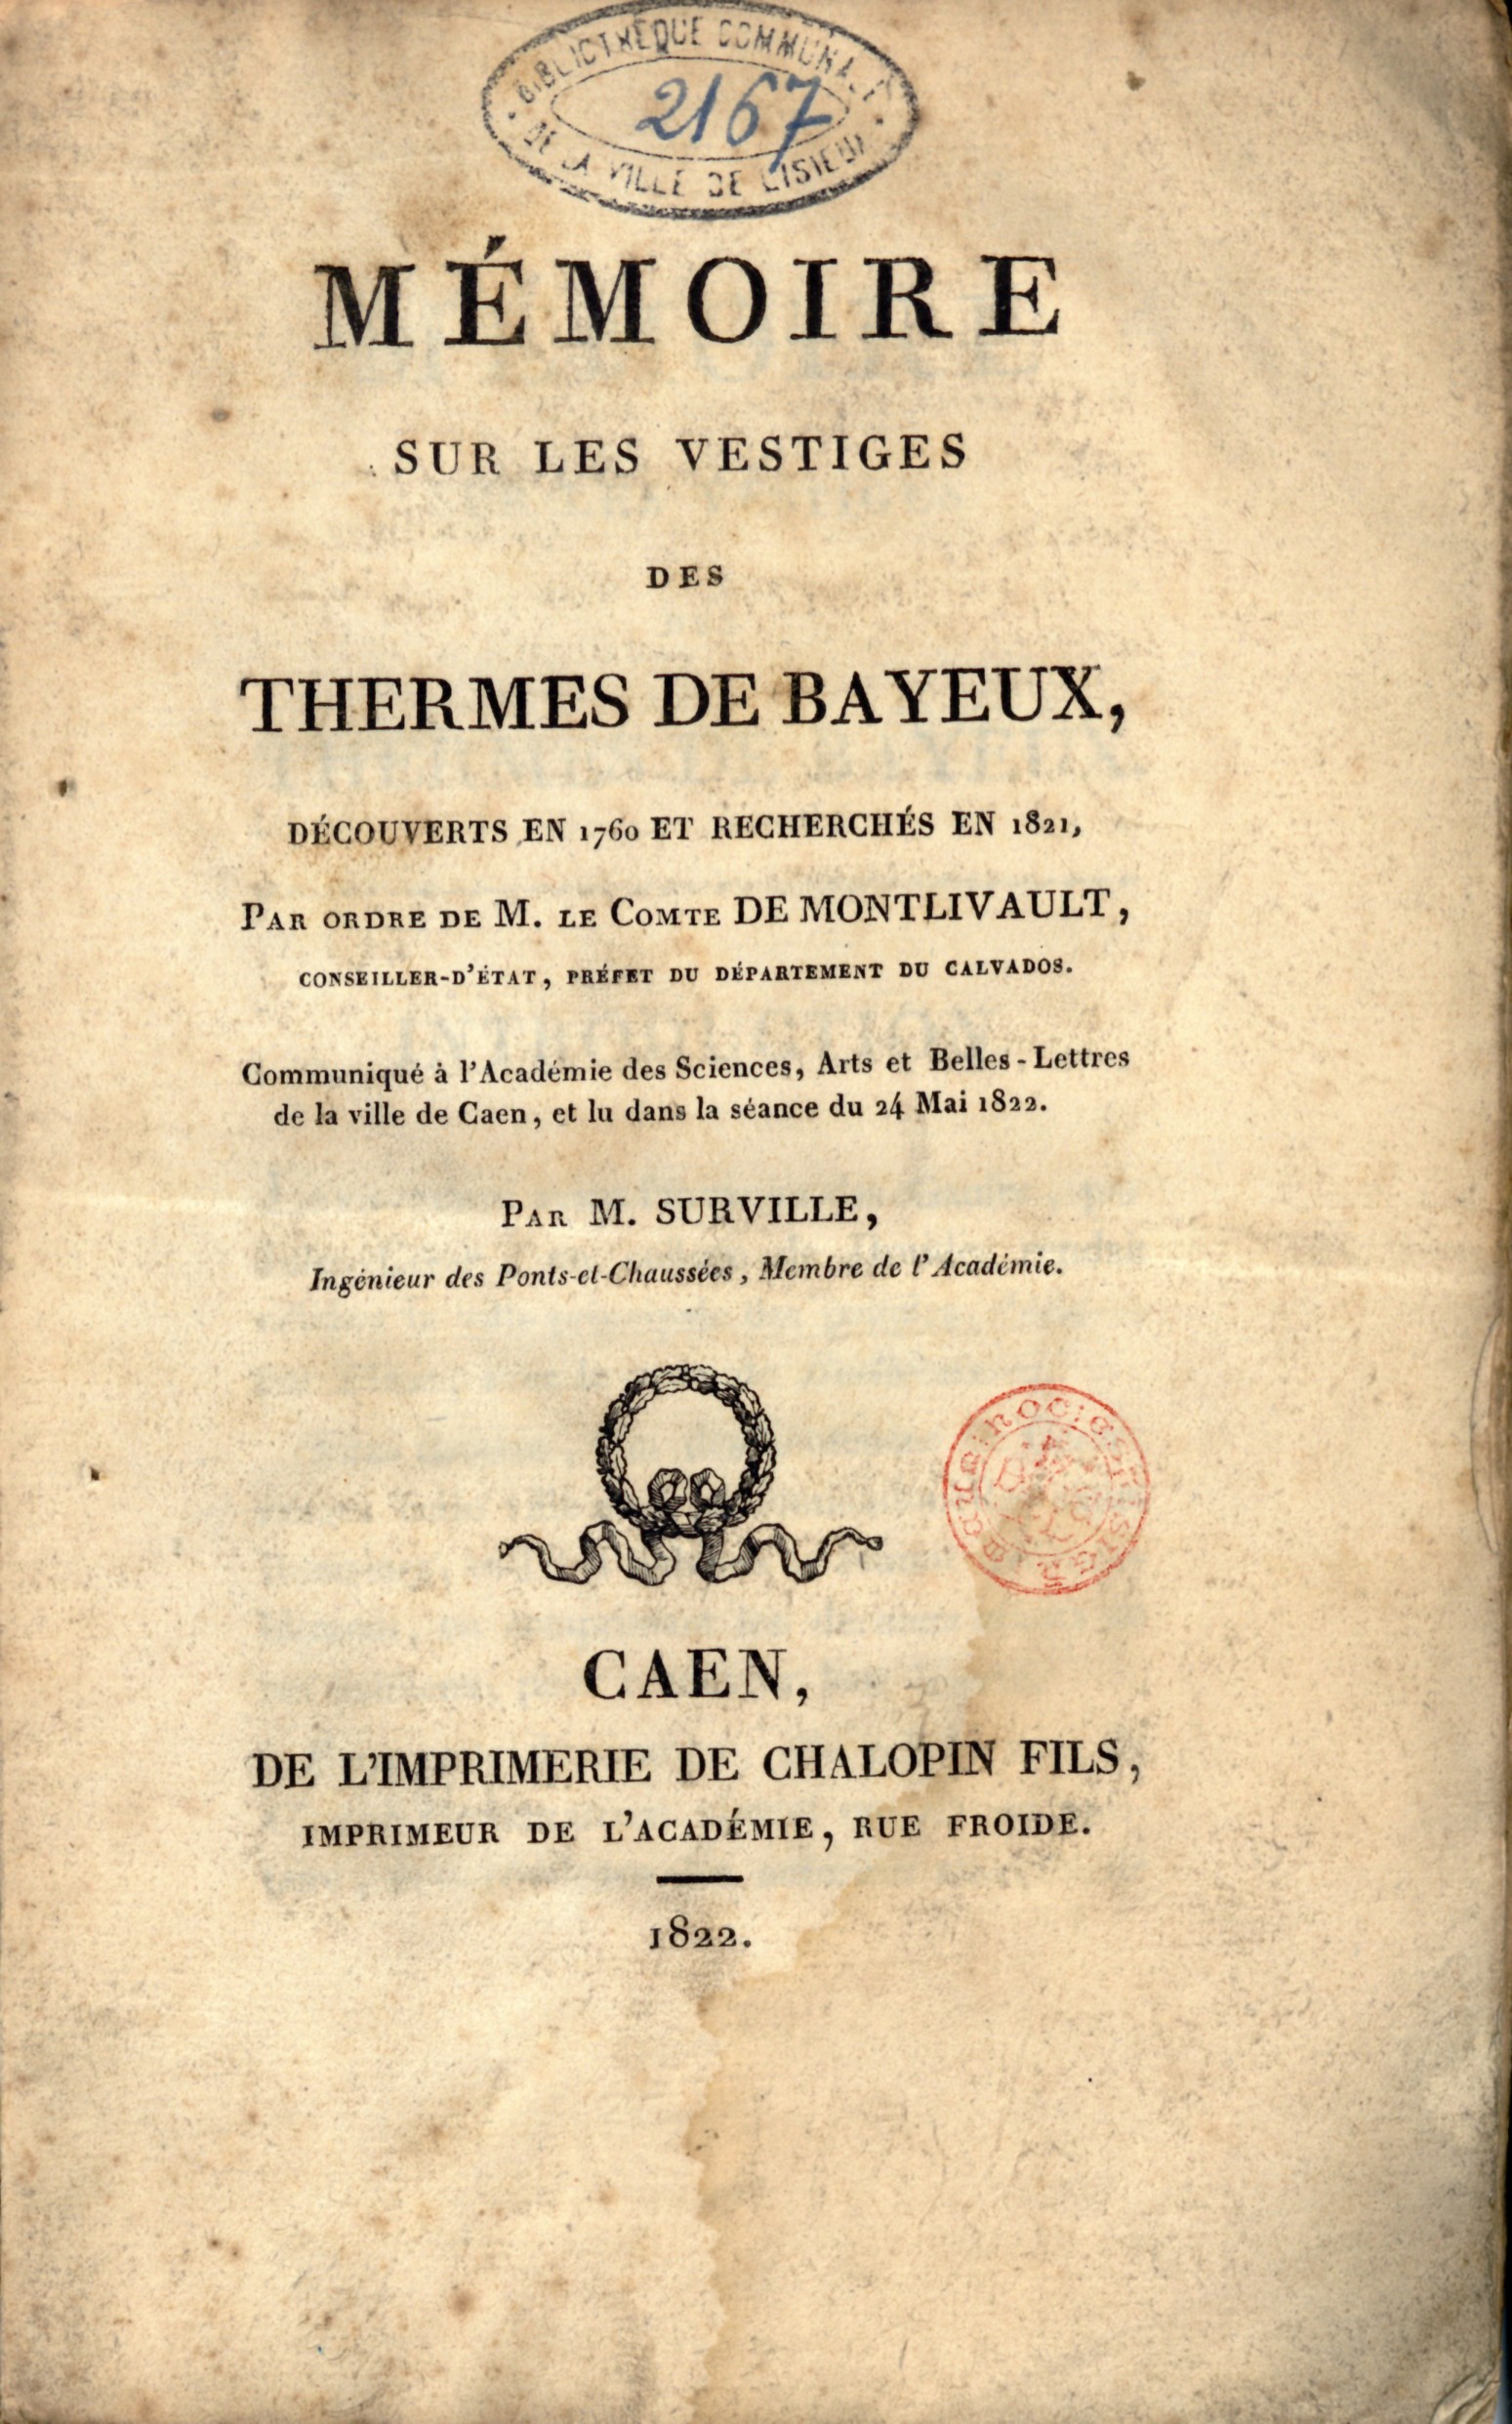 BIBLIOTHÈQUE COMMUNALE
2167
DE LA VILLE DE LISIEUX
MÉMOIRE
SUR LES VESTIGES
DES
THERMES DE BAYEUX,
DÉCOUVERTS EN 1760 ET RECHERCHÉS EN 1821,
PAR ORDRE DE M. LE COMTE DE MONTLIVAULT,
CONSEILLER-D'ÉTAT, PRÉFET DU DÉPARTEMENT DU CALVADOS.
Communiqué à l'Académie des Sciences, Arts et Belles-Lettres
de la ville de Caen, et lu dans la séance du 24 Mai 1822.
PAR M. SURVILLE,
Ingénieur des Ponts-et-Chaussées, Membre de l'Académie.
CAEN,
DE L'IMPRIMERIE DE CHALOPIN FILS,
IMPRIMEUR DE L'ACADÉMIE, RUE FROIDE.
1822.